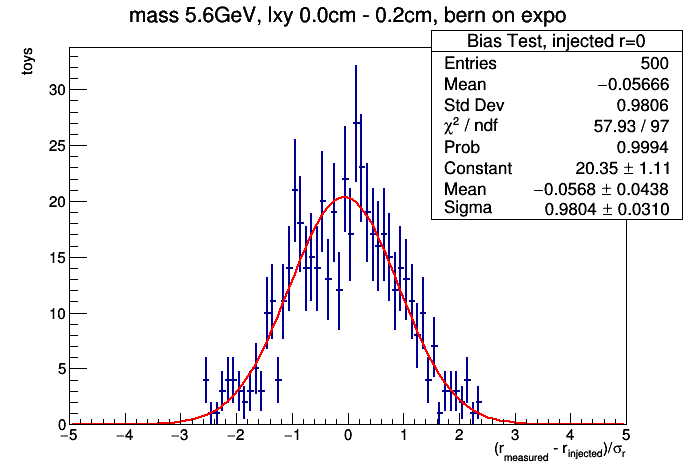 mass 5.6GeV, lxy 0.0cm - 0.2cm, bern on expo
Bias Test, injected r=0
Entries 500
Mean −0.05666
Std Dev 0.9806
χ² / ndf 57.93 / 97
Prob 0.9994
Constant 20.35 ± 1.11
Mean −0.0568 ± 0.0438
Sigma 0.9804 ± 0.0310
toys
30
25
20
15
10
5
0
−5 −4 −3 −2 −1 0 1 2 3 4 5
(r_measured - r_injected)/σ_r